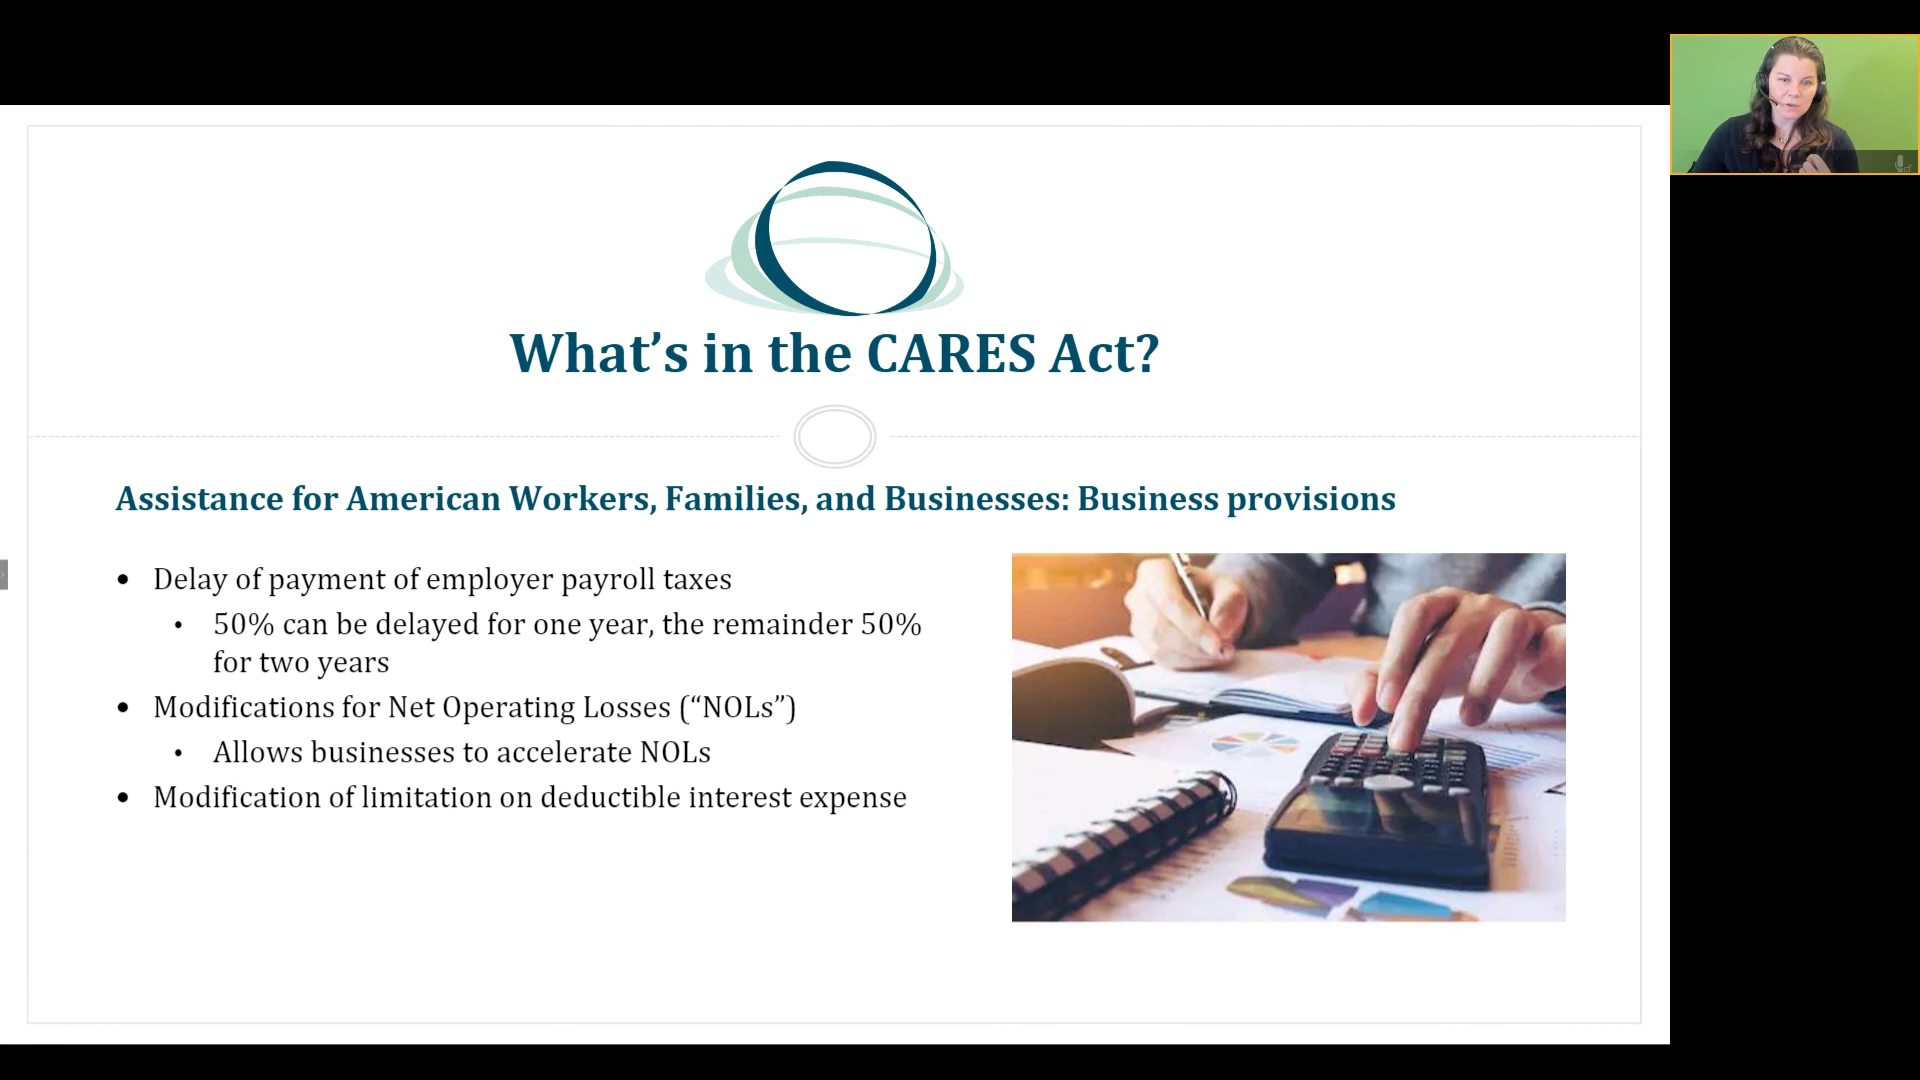 What’s in the CARES Act?
Assistance for American Workers, Families, and Businesses: Business provisions
• Delay of payment of employer payroll taxes
• 50% can be delayed for one year, the remainder 50%
for two years
• Modifications for Net Operating Losses (“NOLs”)
• Allows businesses to accelerate NOLs
• Modification of limitation on deductible interest expense